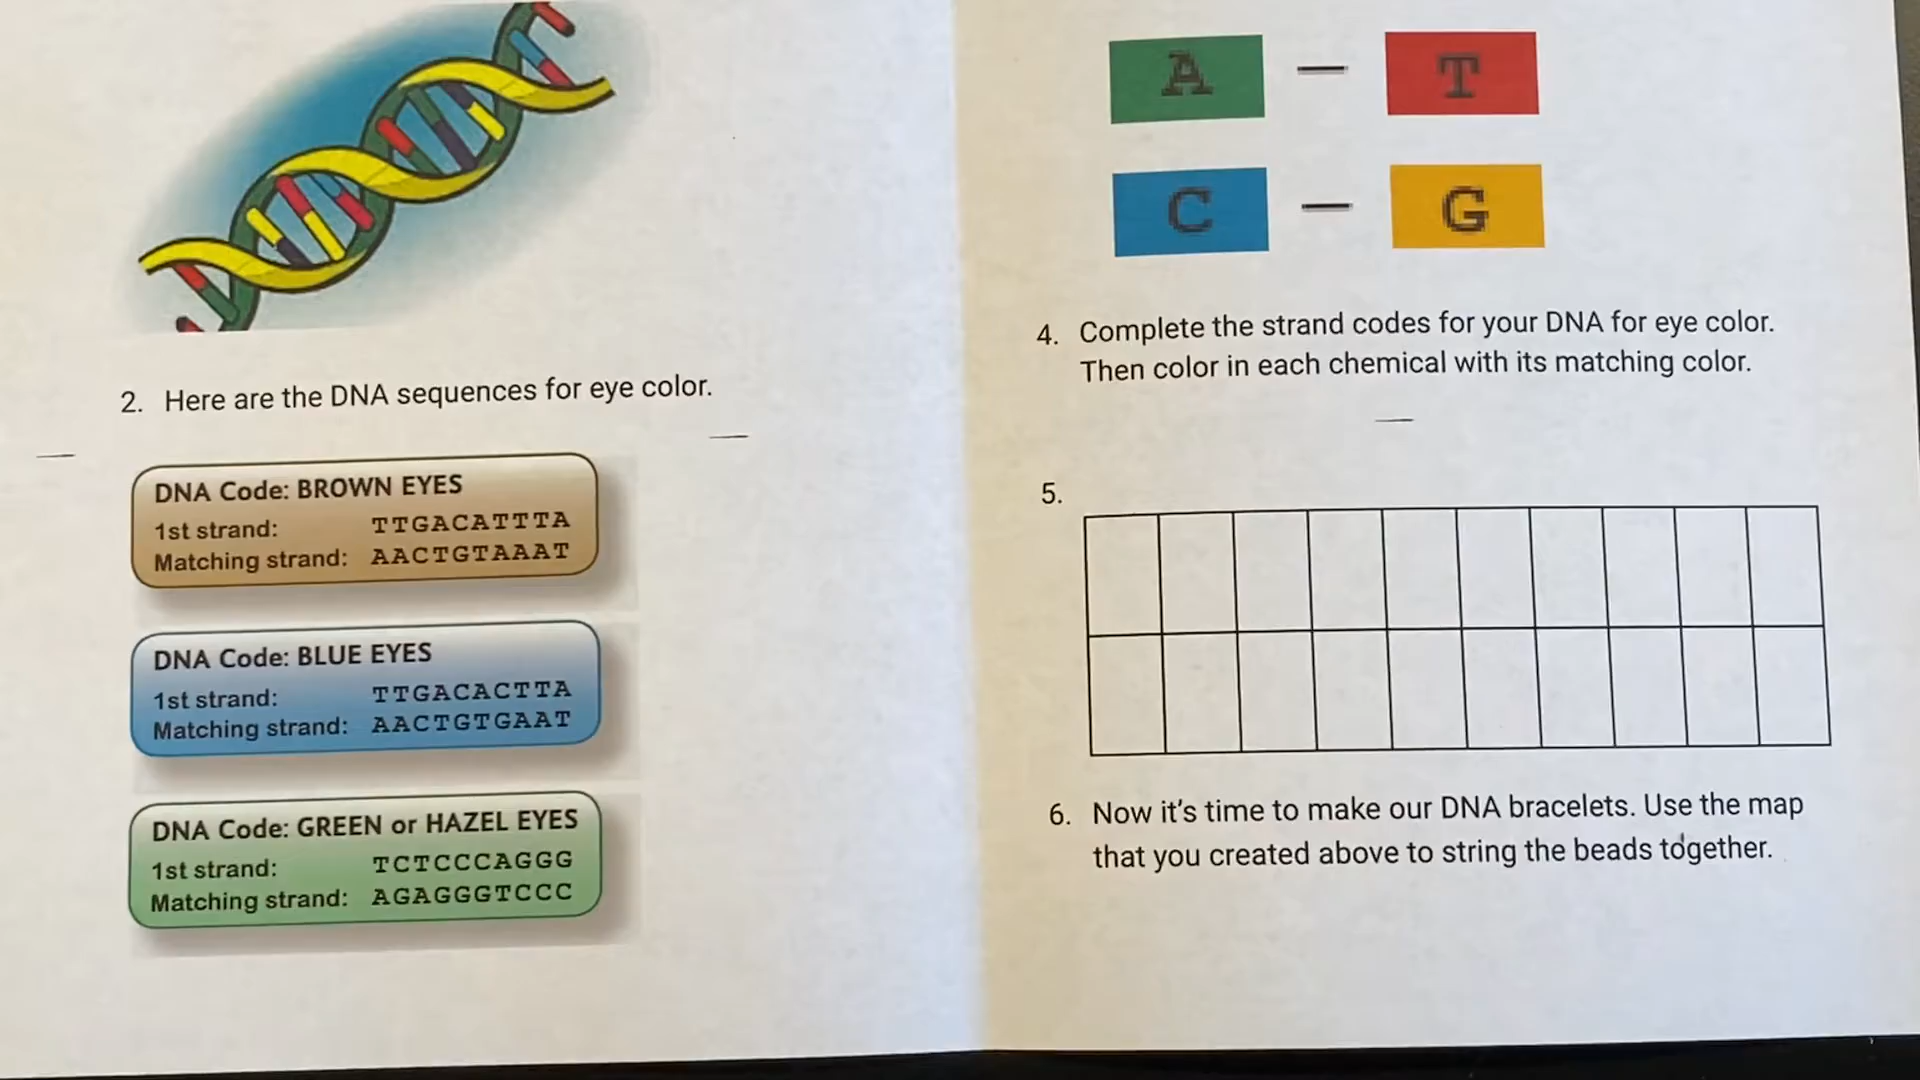 2. Here are the DNA sequences for eye color.
DNA Code: BROWN EYES
1st strand: TTGACATTTA
Matching strand: AACTGTAAAT
DNA Code: BLUE EYES
1st strand: TTGACACTTA
Matching strand: AACTGTGAAT
DNA Code: GREEN or HAZEL EYES
1st strand: TCTCCCAGGG
Matching strand: AGAGGGTCCC
A — T
C — G
4. Complete the strand codes for your DNA for eye color.
Then color in each chemical with its matching color.
5.
6. Now it's time to make our DNA bracelets. Use the map
that you created above to string the beads together.